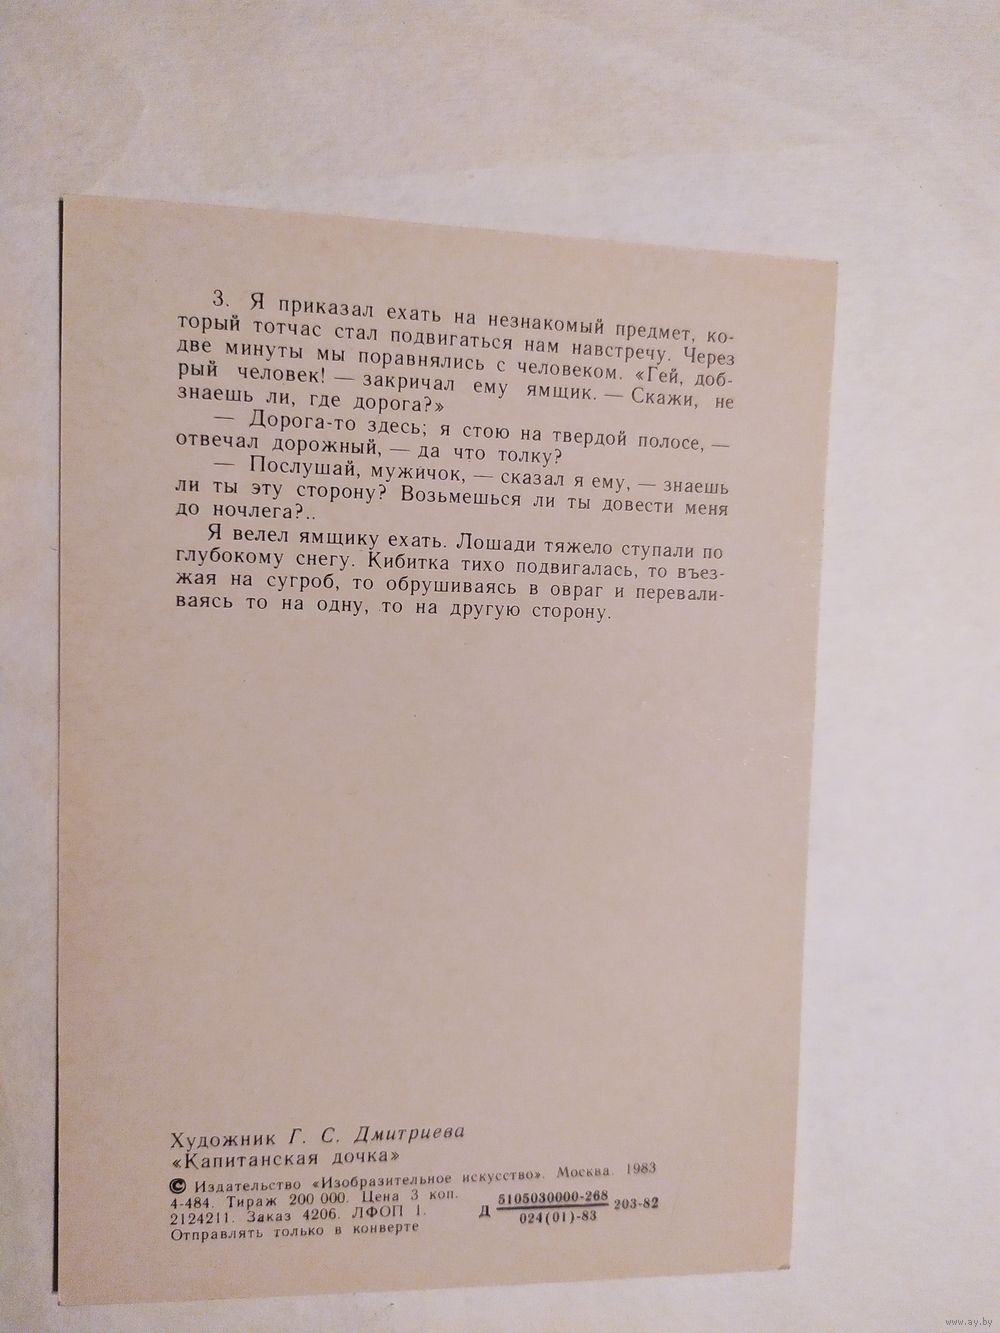 3. Я приказал ехать на незнакомый предмет, ко-
торый тотчас стал подвигаться нам навстречу. Через
две минуты мы поравнялись с человеком. «Гей, доб-
рый человек! — закричал ему ямщик. — Скажи, не
знаешь ли, где дорога?»
— Дорога-то здесь; я стою на твердой полосе, —
отвечал дорожный, — да что толку?
— Послушай, мужичок, — сказал я ему, — знаешь
ли ты эту сторону? Возьмешься ли ты довести меня
до ночлега?..
Я велел ямщику ехать. Лошади тяжело ступали по
глубокому снегу. Кибитка тихо подвигалась, то въез-
жая на сугроб, то обрушиваясь в овраг и перевали-
ваясь то на одну, то на другую сторону.
Художник Г. С. Дмитриева
«Капитанская дочка»
© Издательство «Изобразительное искусство». Москва. 1983
4-484. Тираж 200 000. Цена 3 коп.
2124211. Заказ 4206. ЛФОП 1.
Д 5105030000-268 203-82
024(01)-83
Отправлять только в конверте
www.ay.by